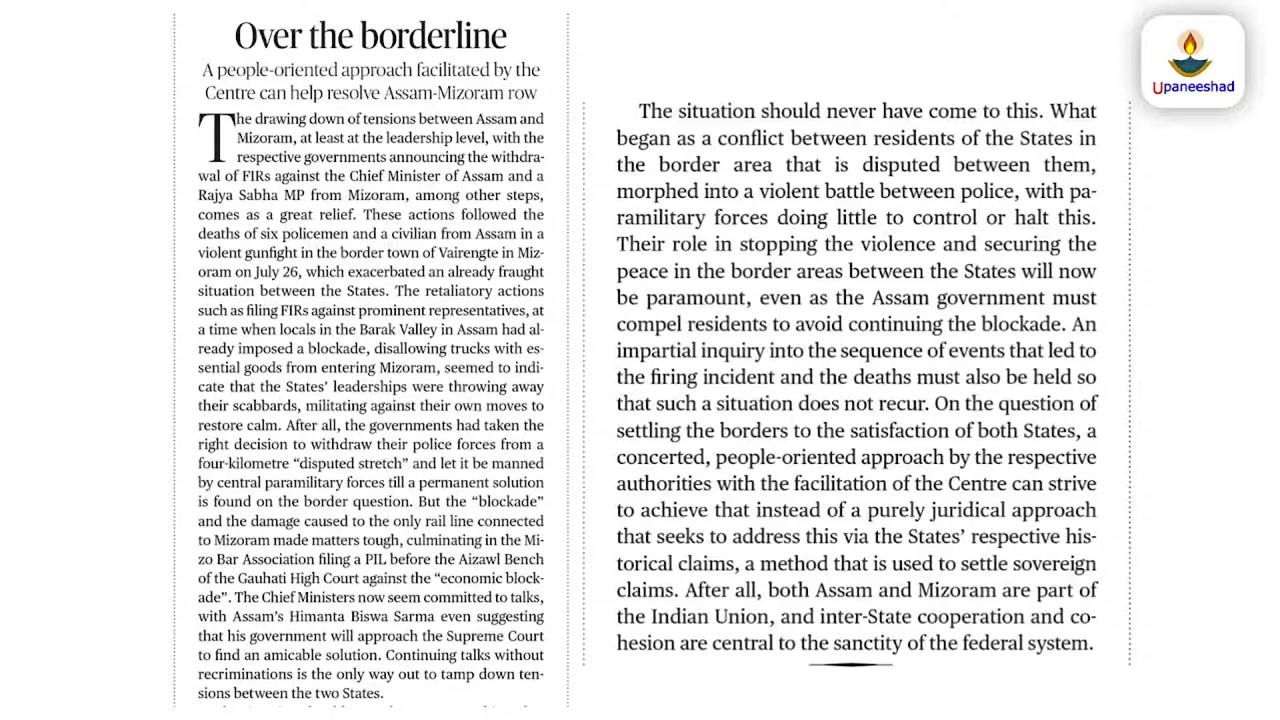 Over the borderline
A people-oriented approach facilitated by the
Centre can help resolve Assam-Mizoram row
The drawing down of tensions between Assam and
Mizoram, at least at the leadership level, with the
respective governments announcing the withdra-
wal of FIRs against the Chief Minister of Assam and a
Rajya Sabha MP from Mizoram, among other steps,
comes as a great relief. These actions followed the
deaths of six policemen and a civilian from Assam in a
violent gunfight in the border town of Vairengte in Miz-
oram on July 26, which exacerbated an already fraught
situation between the States. The retaliatory actions
such as filing FIRs against prominent representatives, at
a time when locals in the Barak Valley in Assam had al-
ready imposed a blockade, disallowing trucks with es-
sential goods from entering Mizoram, seemed to indi-
cate that the States’ leaderships were throwing away
their scabbards, militating against their own moves to
restore calm. After all, the governments had taken the
right decision to withdraw their police forces from a
four-kilometre “disputed stretch” and let it be manned
by central paramilitary forces till a permanent solution
is found on the border question. But the “blockade”
and the damage caused to the only rail line connected
to Mizoram made matters tough, culminating in the Mi-
zo Bar Association filing a PIL before the Aizawl Bench
of the Gauhati High Court against the “economic block-
ade”. The Chief Ministers now seem committed to talks,
with Assam’s Himanta Biswa Sarma even suggesting
that his government will approach the Supreme Court
to find an amicable solution. Continuing talks without
recriminations is the only way out to tamp down ten-
sions between the two States.
The situation should never have come to this. What
began as a conflict between residents of the States in
the border area that is disputed between them,
morphed into a violent battle between police, with pa-
ramilitary forces doing little to control or halt this.
Their role in stopping the violence and securing the
peace in the border areas between the States will now
be paramount, even as the Assam government must
compel residents to avoid continuing the blockade. An
impartial inquiry into the sequence of events that led to
the firing incident and the deaths must also be held so
that such a situation does not recur. On the question of
settling the borders to the satisfaction of both States, a
concerted, people-oriented approach by the respective
authorities with the facilitation of the Centre can strive
to achieve that instead of a purely juridical approach
that seeks to address this via the States’ respective his-
torical claims, a method that is used to settle sovereign
claims. After all, both Assam and Mizoram are part of
the Indian Union, and inter-State cooperation and co-
hesion are central to the sanctity of the federal system.
Upaneeshad